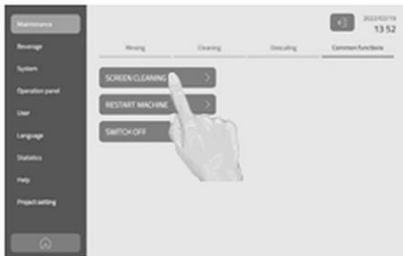 Maintenance
Beverage
System
Operation panel
User
Language
Statistics
Help
Project setting
2022/02/19
13 52
Rinsing
Cleaning
Descaling
Common functions
SCREEN CLEANING
RESTART MACHINE
SWITCH OFF